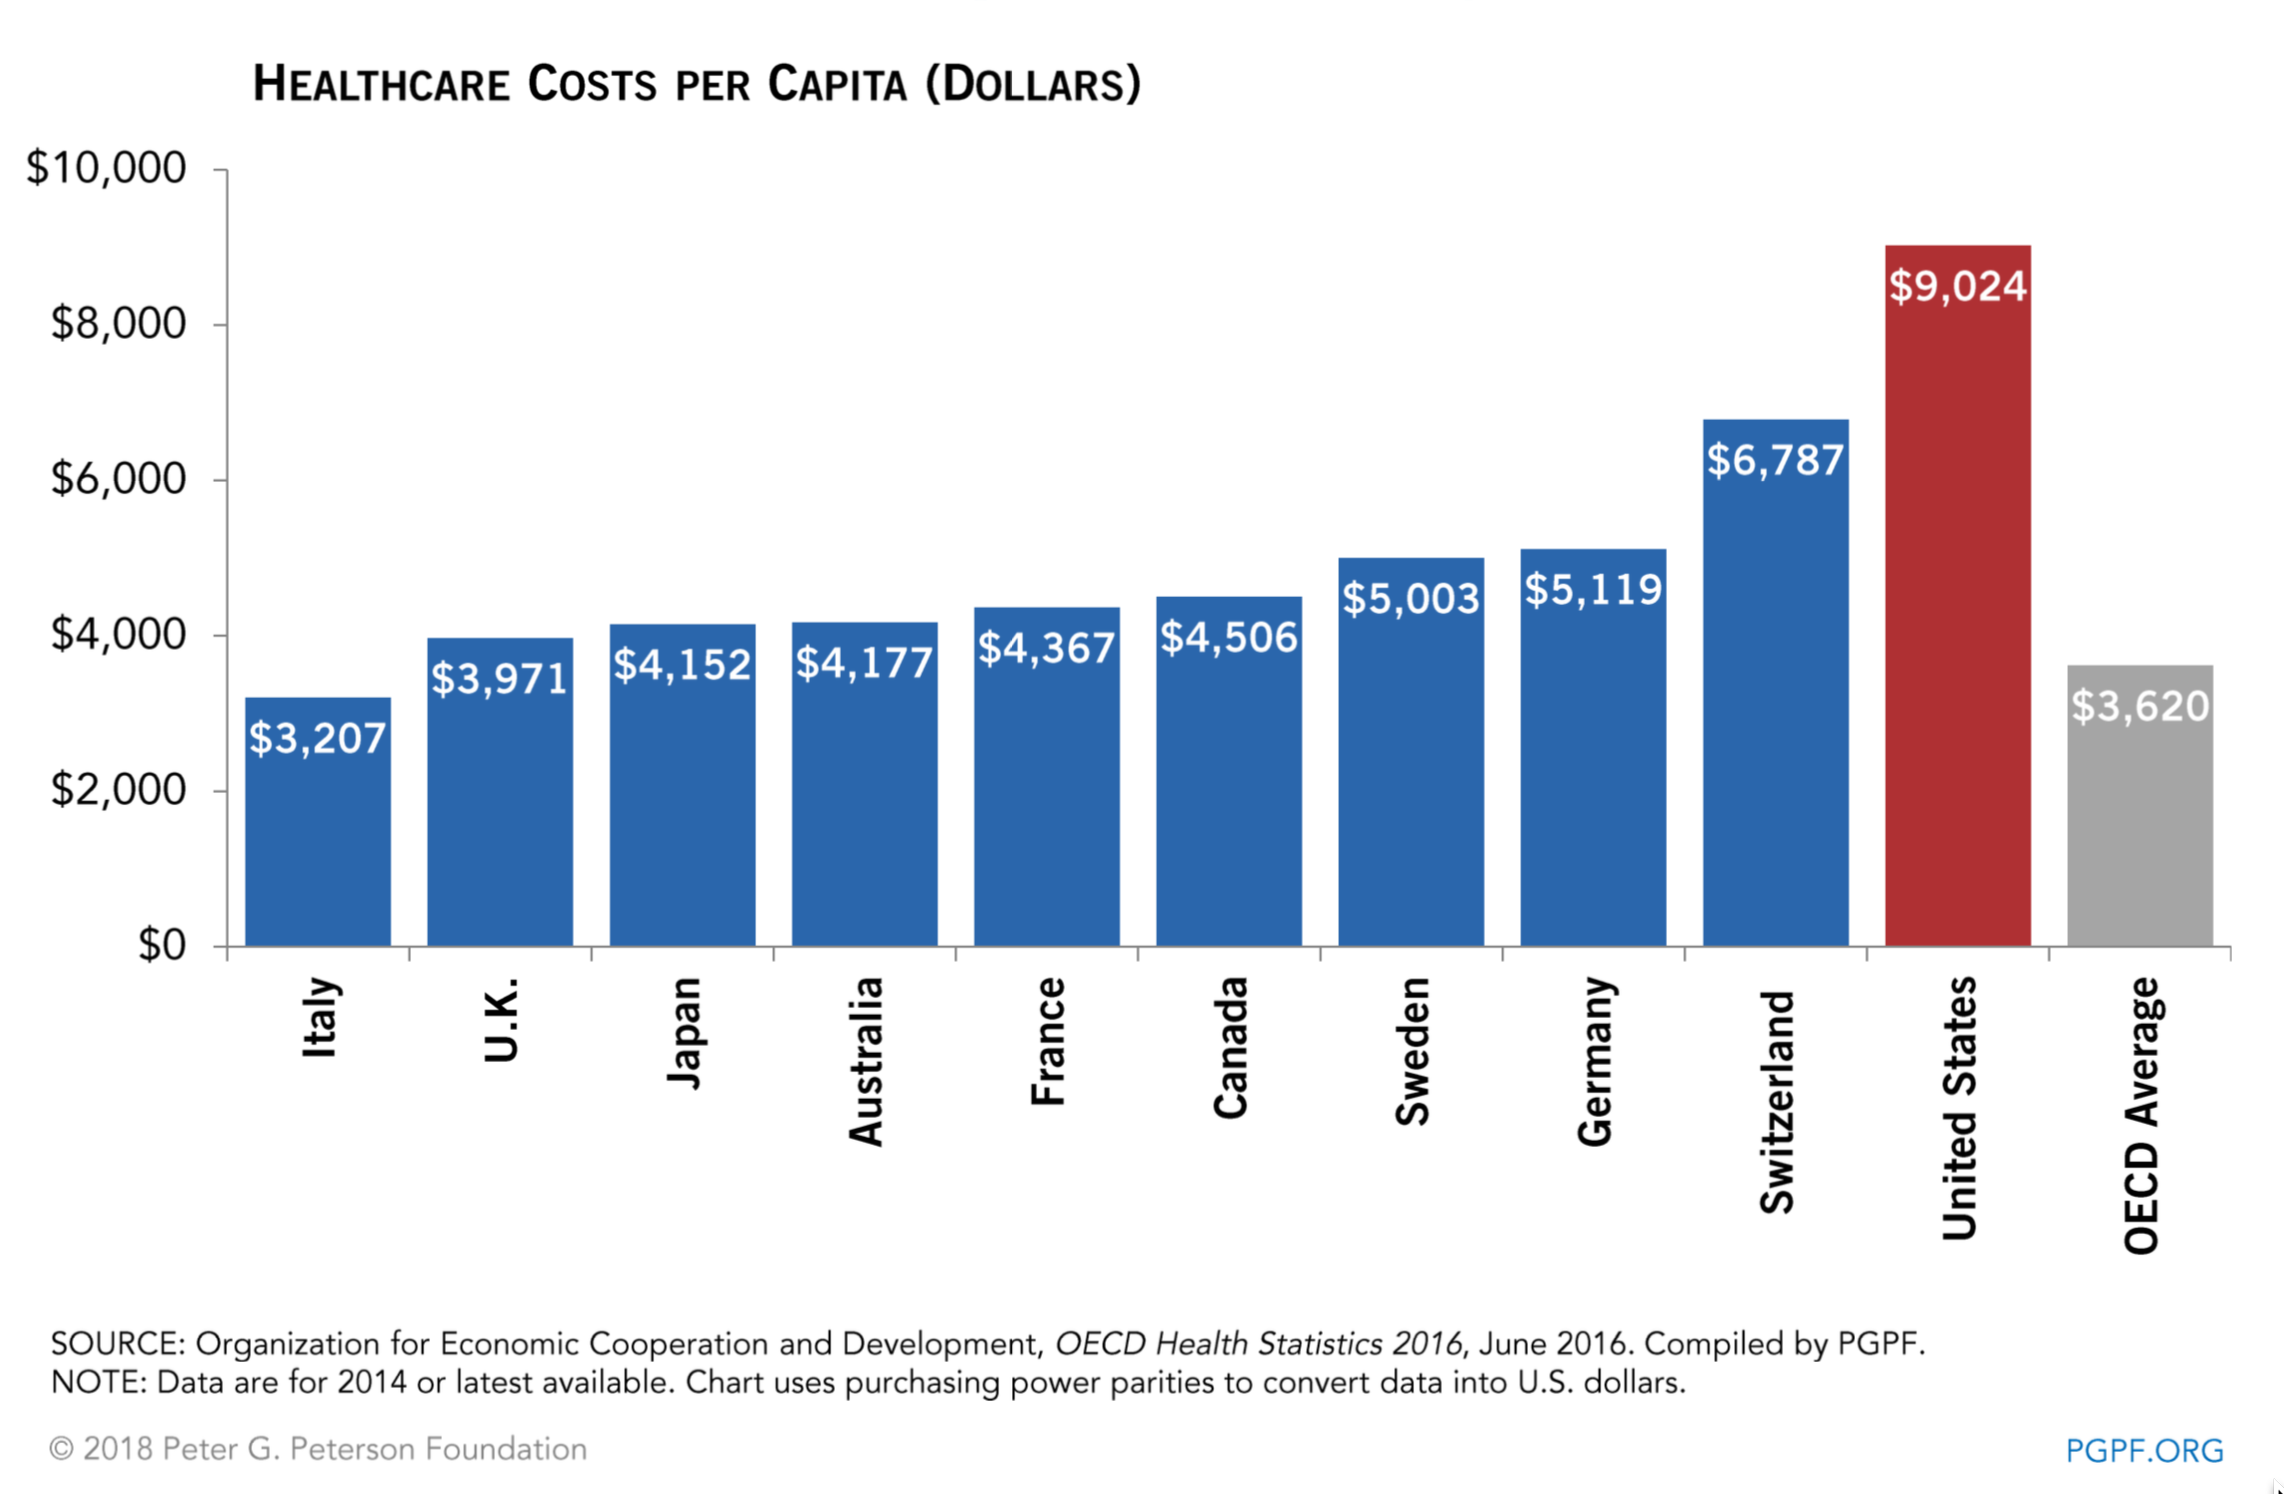 HEALTHCARE COSTS PER CAPITA (DOLLARS)
$10,000
$8,000
$6,000
$4,000
$2,000
$0
$3,207
$3,971
$4,152
$4,177
$4,367
$4,506
$5,003
$5,119
$6,787
$9,024
$3,620
Italy
U.K.
Japan
Australia
France
Canada
Sweden
Germany
Switzerland
United States
OECD Average
SOURCE: Organization for Economic Cooperation and Development, OECD Health Statistics 2016, June 2016. Compiled by PGPF.
NOTE: Data are for 2014 or latest available. Chart uses purchasing power parities to convert data into U.S. dollars.
© 2018 Peter G. Peterson Foundation
PGPF.ORG